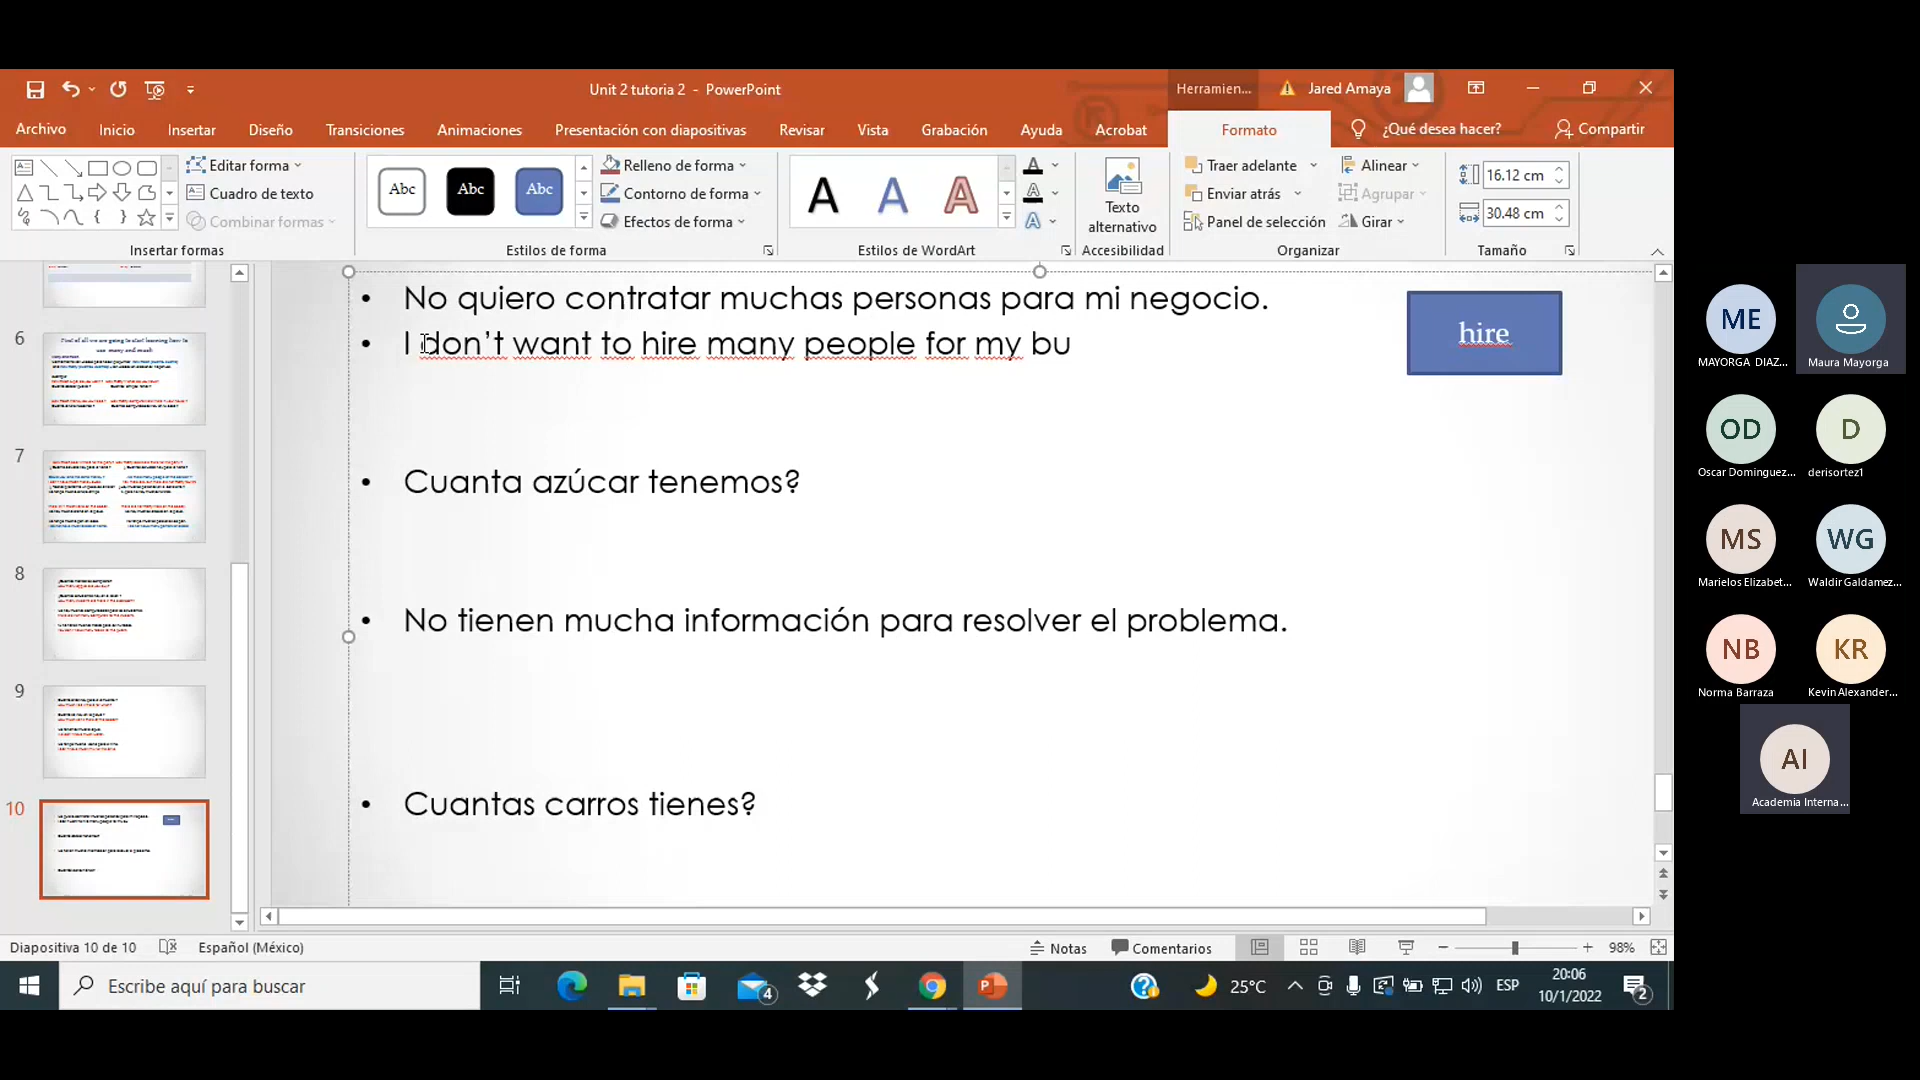 Unit 2 tutoria 2 - PowerPoint
Herramien...
Jared Amaya
Archivo Inicio Insertar Diseño Transiciones Animaciones Presentación con diapositivas Revisar Vista Grabación Ayuda Acrobat Formato ¿Qué desea hacer? Compartir
Editar forma
Cuadro de texto
Combinar formas
Insertar formas
Abc Abc Abc
Relleno de forma
Contorno de forma
Efectos de forma
Estilos de forma
A A A
Estilos de WordArt
Texto
alternativo
Accesibilidad
Traer adelante
Enviar atrás
Panel de selección
Alinear
Agrupar
Girar
Organizar
16.12 cm
30.48 cm
Tamaño
6
7
8
9
10
• No quiero contratar muchas personas para mi negocio.
• I don’t want to hire many people for my bu
hire
• Cuanta azúcar tenemos?
• No tienen mucha información para resolver el problema.
• Cuantas carros tienes?
ME
MAYORGA DIAZ...
Maura Mayorga
OD
Oscar Dominguez...
D
derisortez1
MS
Marielos Elizabet...
WG
Waldir Galdamez...
NB
Norma Barraza
KR
Kevin Alexander...
AI
Academia Interna...
Diapositiva 10 de 10 Español (México) Notas Comentarios 98%
Escribe aquí para buscar
4
25°C
ESP
20:06
10/1/2022
2